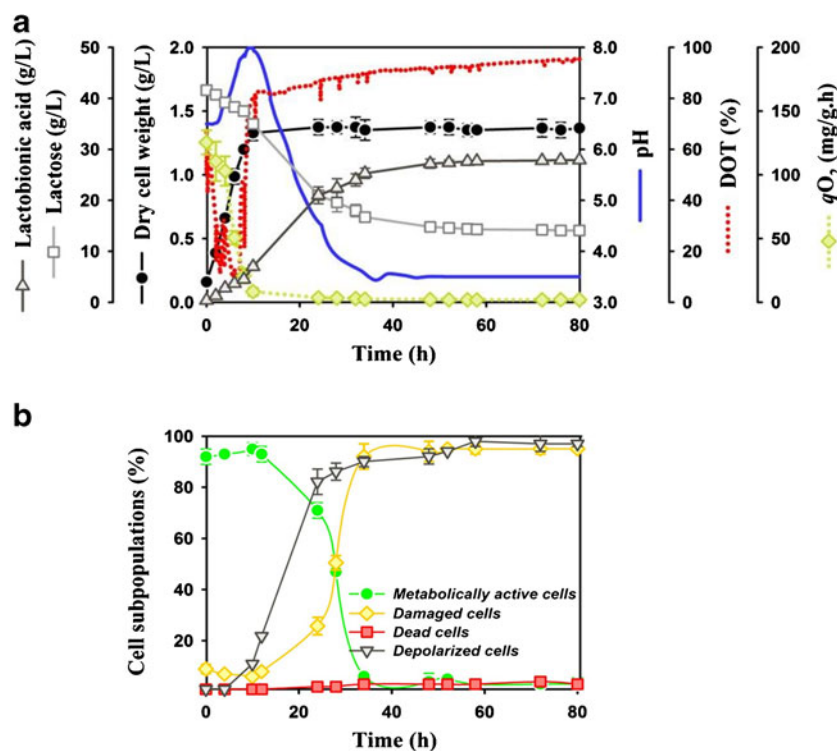 a
Lactobionic acid (g/L)
Lactose (g/L)
Dry cell weight (g/L)
pH
DOT (%)
qO2 (mg/g.h)
50
40
30
20
10
0
2.0
1.5
1.0
0.5
0.0
8.0
7.0
6.0
5.0
4.0
3.0
100
80
60
40
20
0
200
150
100
50
0
0 20 40 60 80
Time (h)
b
Cell subpopulations (%)
100
80
60
40
20
Metabolically active cells
Damaged cells
Dead cells
Depolarized cells
0 20 40 60 80
Time (h)